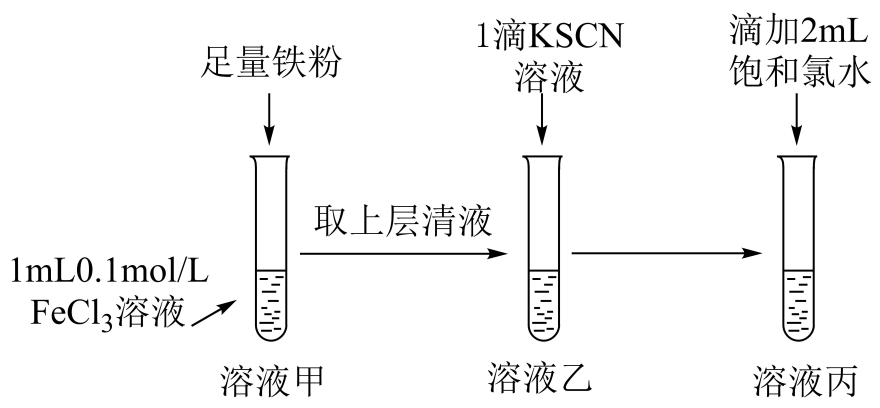 足量铁粉
1滴KSCN
溶液
滴加2mL
饱和氯水
取上层清液
1mL0.1mol/L
FeCl₃溶液
溶液甲
溶液乙
溶液丙